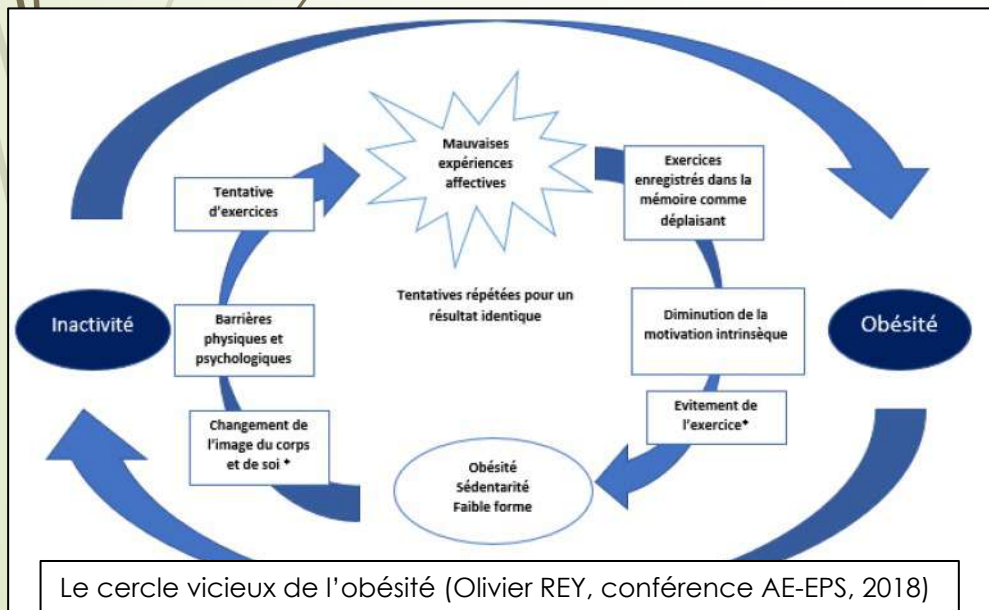 Mauvaises
expériences
affectives
Exercices
enregistrés dans la
mémoire comme
déplaisant
Tentative
d'exercices
Tentatives répétées pour un
résultat identique
Inactivité
Barrières
physiques et
psychologiques
Diminution de la
motivation intrinsèque
Obésité
Evitement de
l'exercice*
Changement de
l'image du corps
et de soi *
Obésité
Sédentarité
Faible forme
Le cercle vicieux de l'obésité (Olivier REY, conférence AE-EPS, 2018)